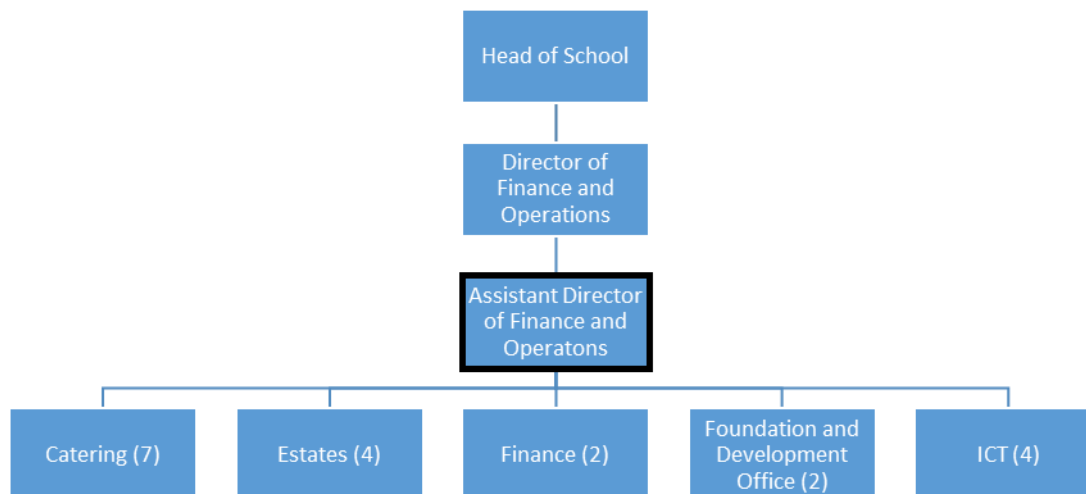 Head of School
Director of
Finance and
Operations
Assistant Director
of Finance and
Operatons
Catering (7)
Estates (4)
Finance (2)
Foundation and
Development
Office (2)
ICT (4)